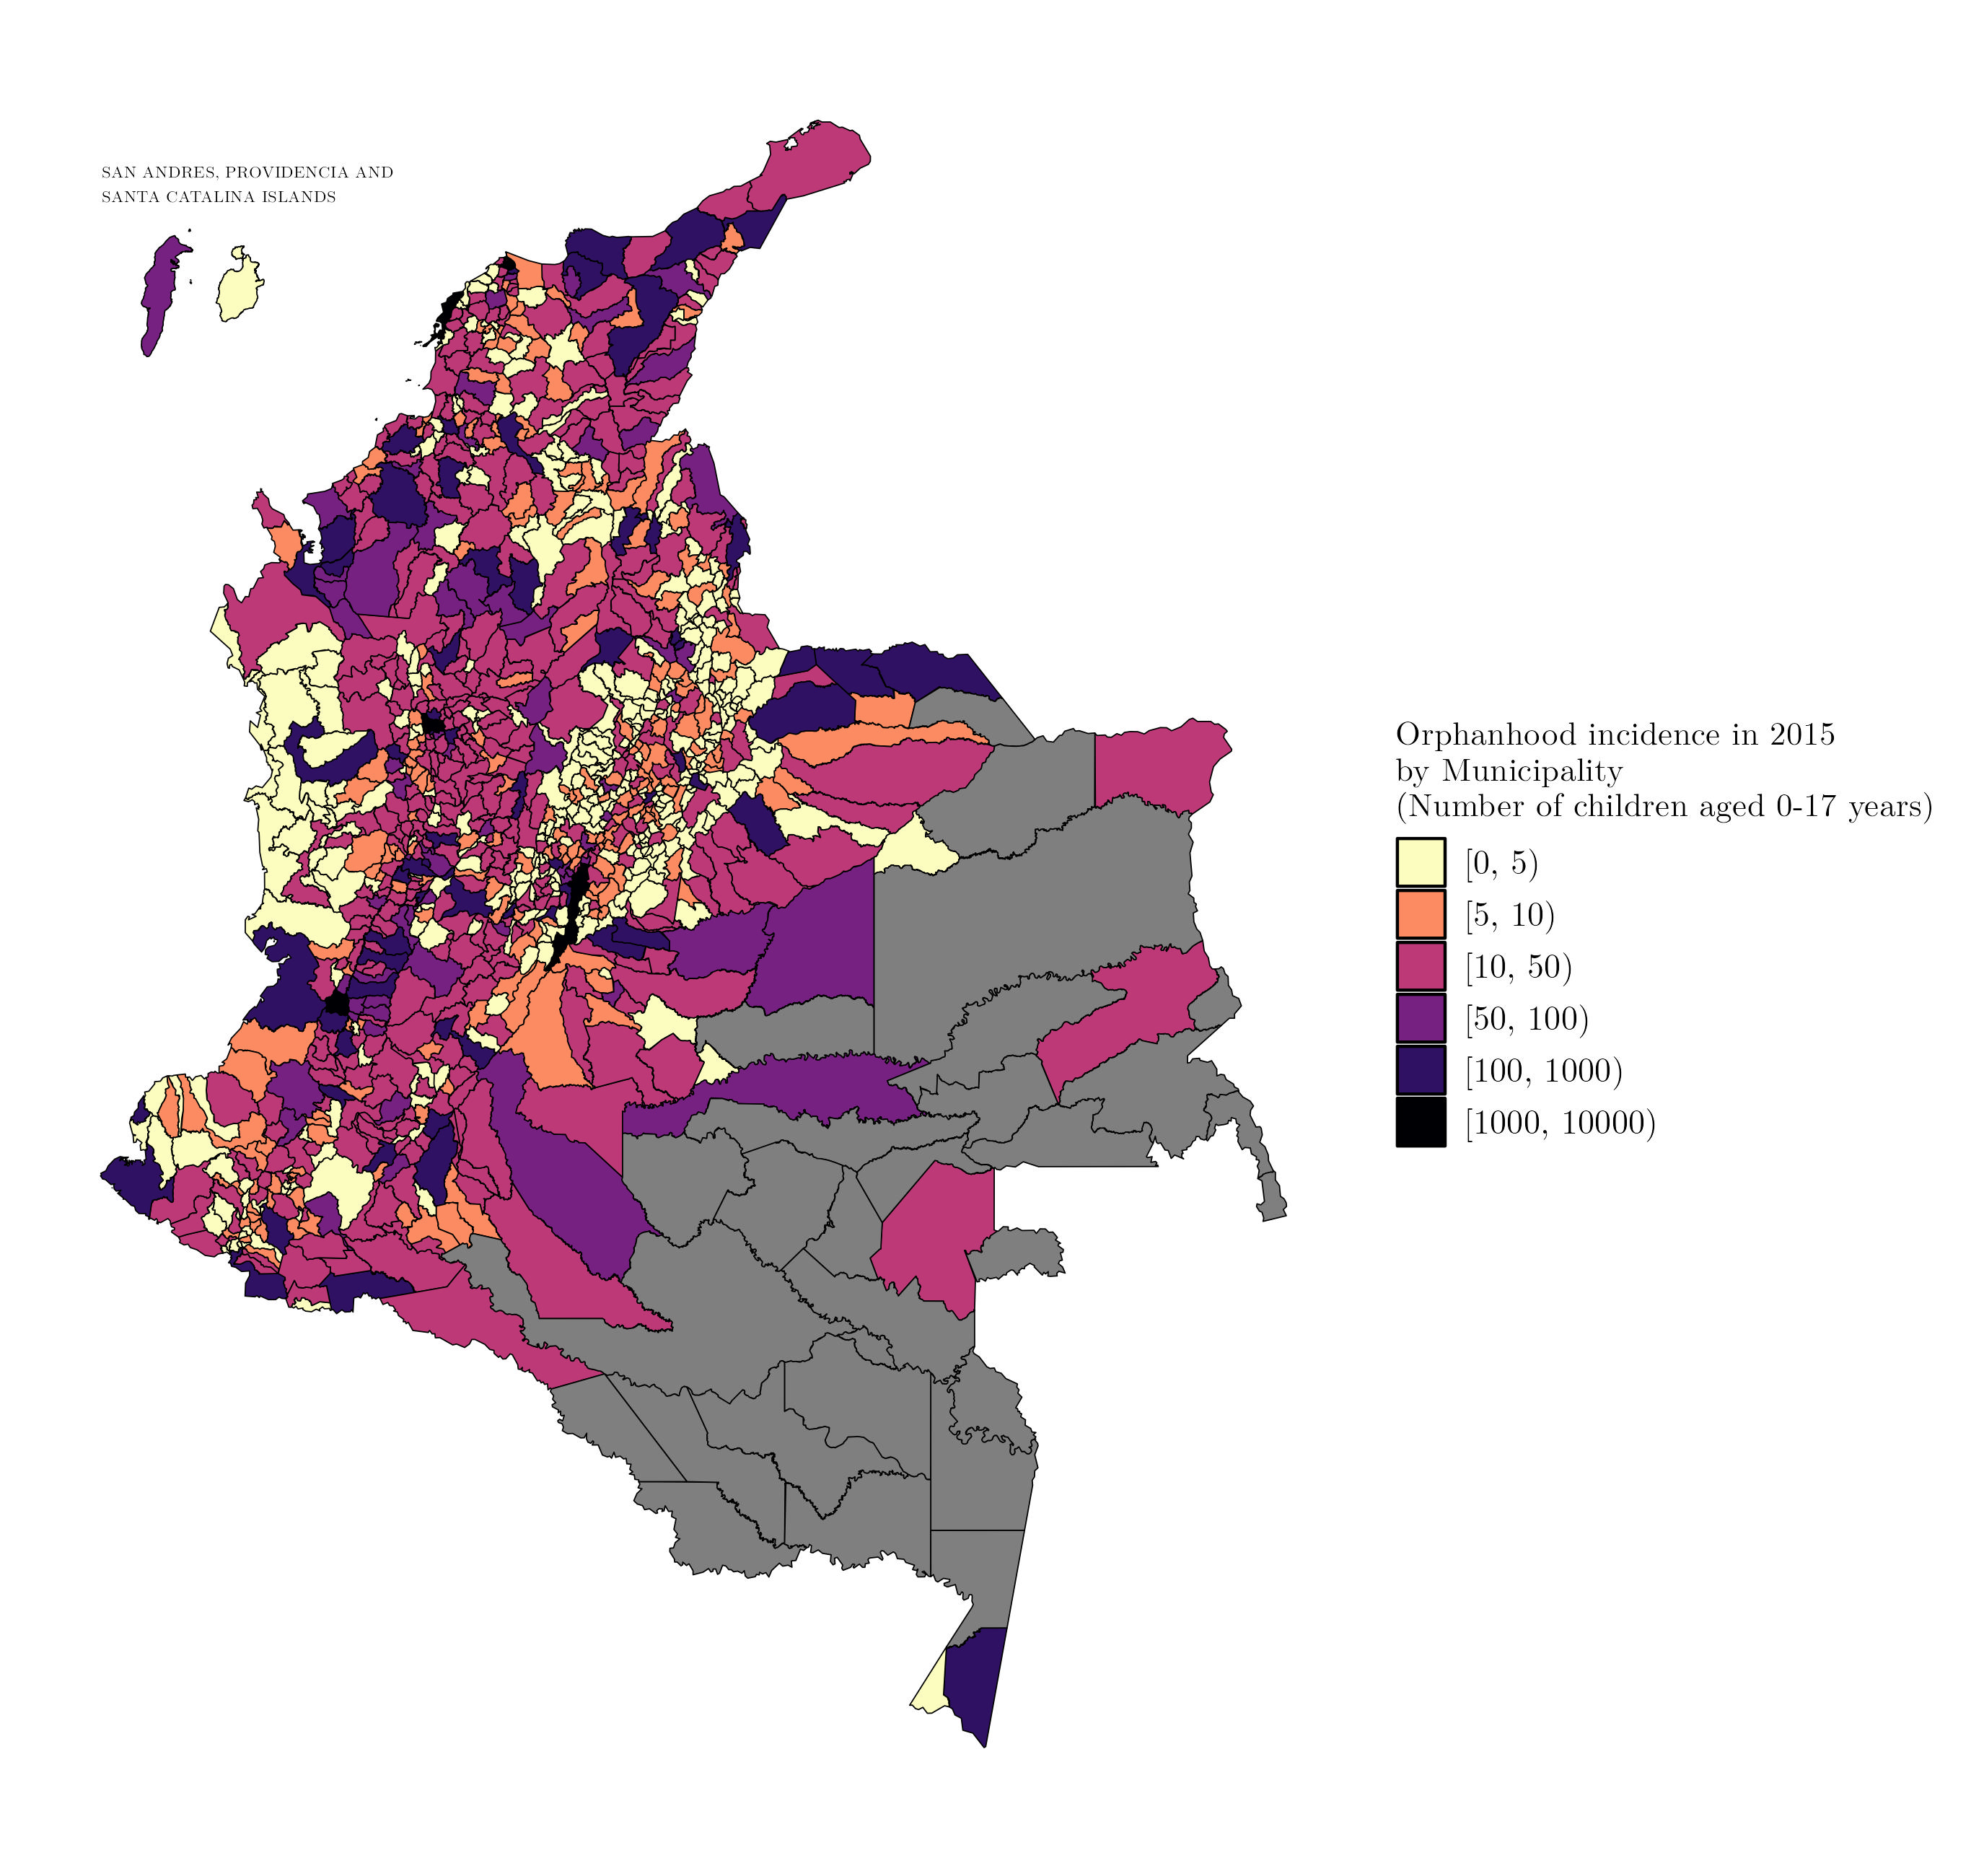 SAN ANDRES, PROVIDENCIA AND
SANTA CATALINA ISLANDS
Orphanhood incidence in 2015
by Municipality
(Number of children aged 0-17 years)
[0, 5)
[5, 10)
[10, 50)
[50, 100)
[100, 1000)
[1000, 10000)